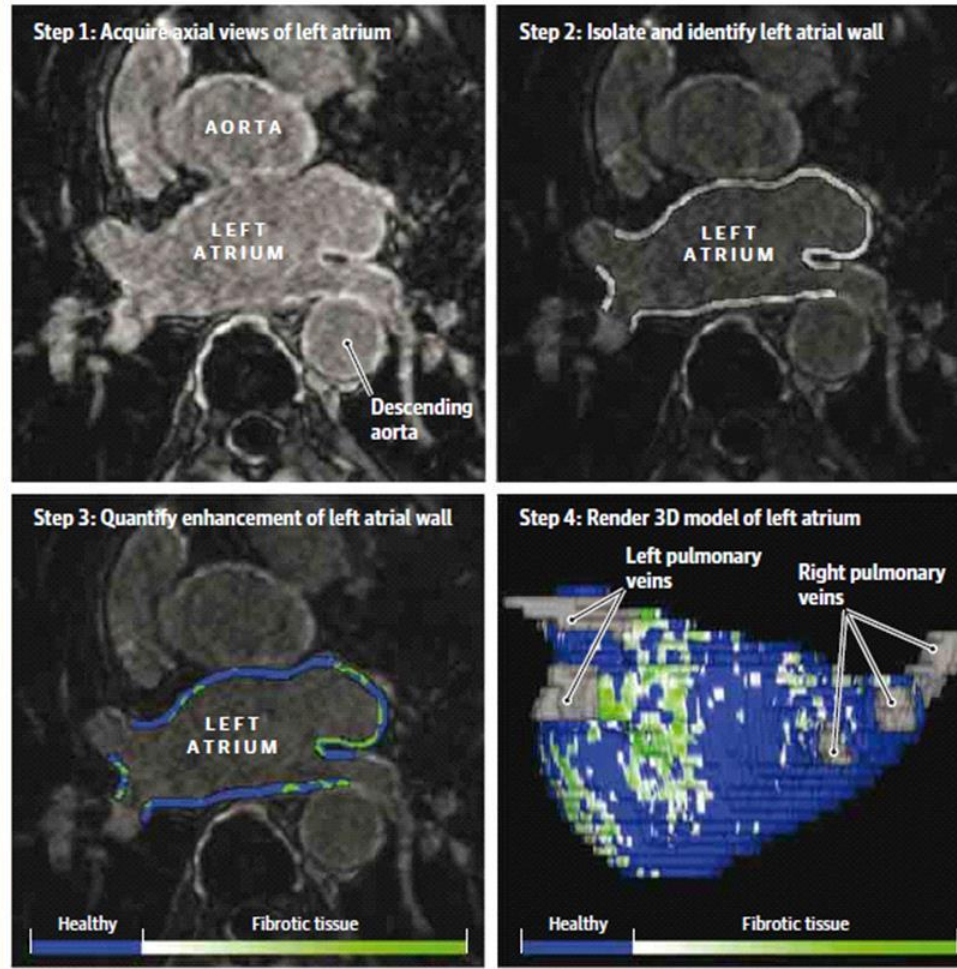 Step 1: Acquire axial views of left atrium
AORTA
LEFT
ATRIUM
Descending
aorta
Step 2: Isolate and identify left atrial wall
LEFT
ATRIUM
Step 3: Quantify enhancement of left atrial wall
LEFT
ATRIUM
Healthy
Fibrotic tissue
Step 4: Render 3D model of left atrium
Left pulmonary
veins
Right pulmonary
veins
Healthy
Fibrotic tissue